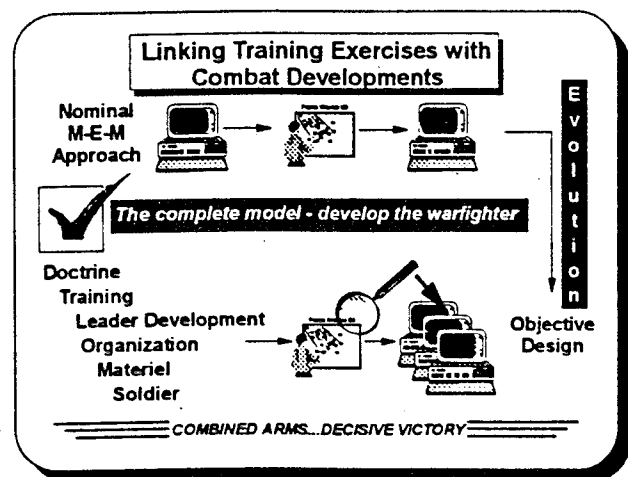 Linking Training Exercises with
Combat Developments
Nominal
M-E-M
Approach
Evolution
The complete model - develop the warfighter
Doctrine
Training
Leader Development
Organization
Materiel
Soldier
Objective
Design
COMBINED ARMS...DECISIVE VICTORY